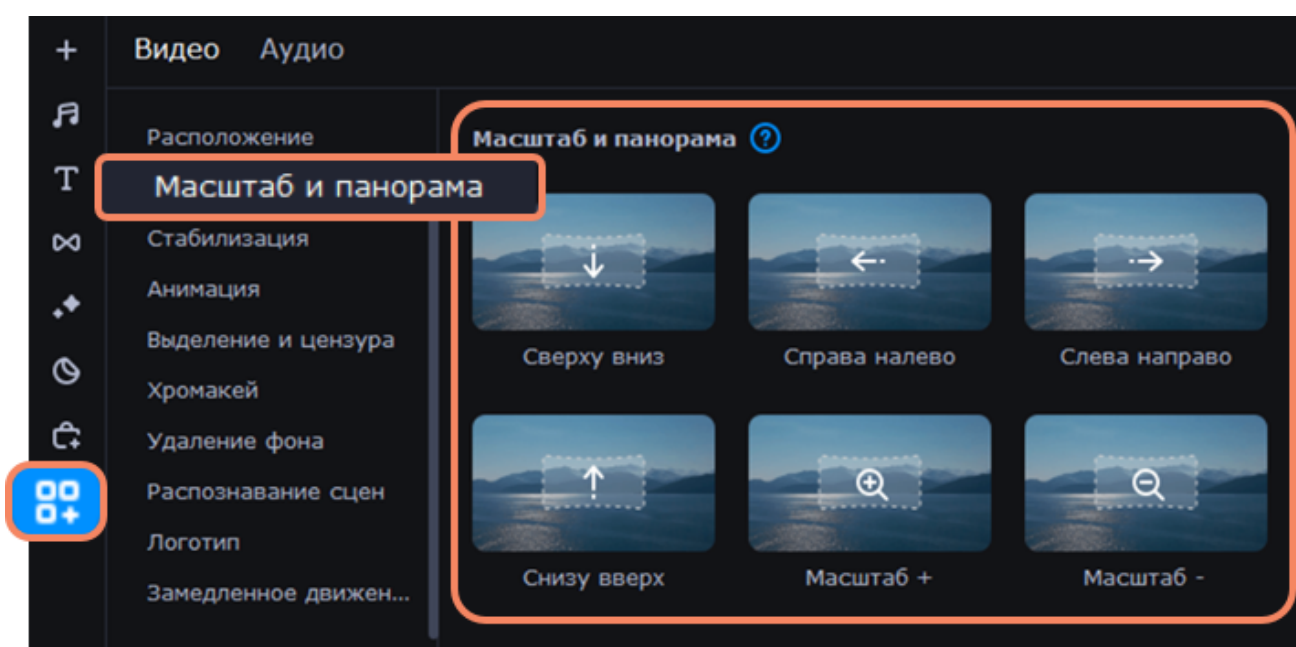 Видео Аудио
Расположение
Масштаб и панорама
Стабилизация
Анимация
Выделение и цензура
Хромакей
Удаление фона
Распознавание сцен
Логотип
Замедленное движен...
Масштаб и панорама ?
Сверху вниз
Справа налево
Слева направо
Снизу вверх
Масштаб +
Масштаб -